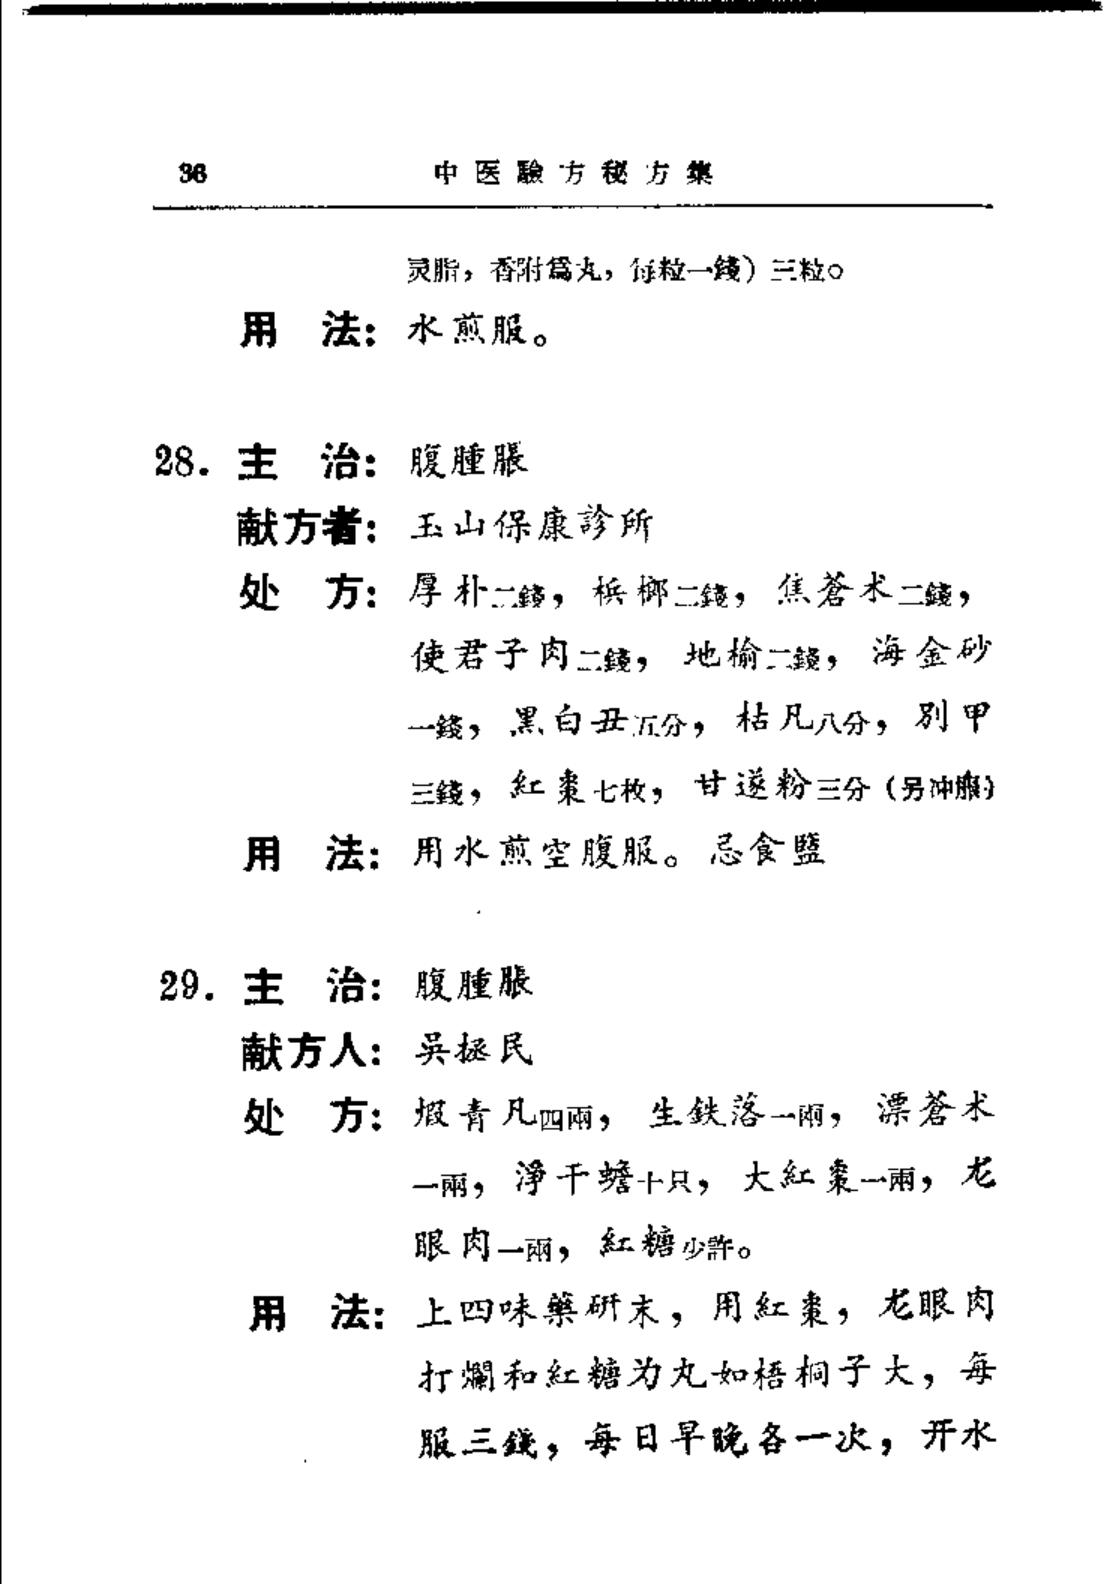 36 中医驗方秘方集
灵脂，香附爲丸，每粒一錢）三粒。
用 法：水煎服。
28. 主 治：腹腫脹
献方者：玉山保康診所
处 方：厚朴二錢，梹榔二錢，焦蒼术二錢，
使君子肉二錢，地榆二錢，海金砂
一錢，黑白丑五分，枯凡八分，別甲
三錢，紅棗七枚，甘遂粉三分（另冲服）
用 法：用水煎空腹服。忌食鹽
29. 主 治：腹腫脹
献方人：吳拯民
处 方：煅青凡四兩，生鉄落一兩，漂蒼术
一兩，淨干蟾十只，大紅棗一兩，龙
眼肉一兩，紅糖少許。
用 法：上四味藥研末，用紅棗，龙眼肉
打爛和紅糖为丸如梧桐子大，每
服三錢，每日早晚各一次，开水